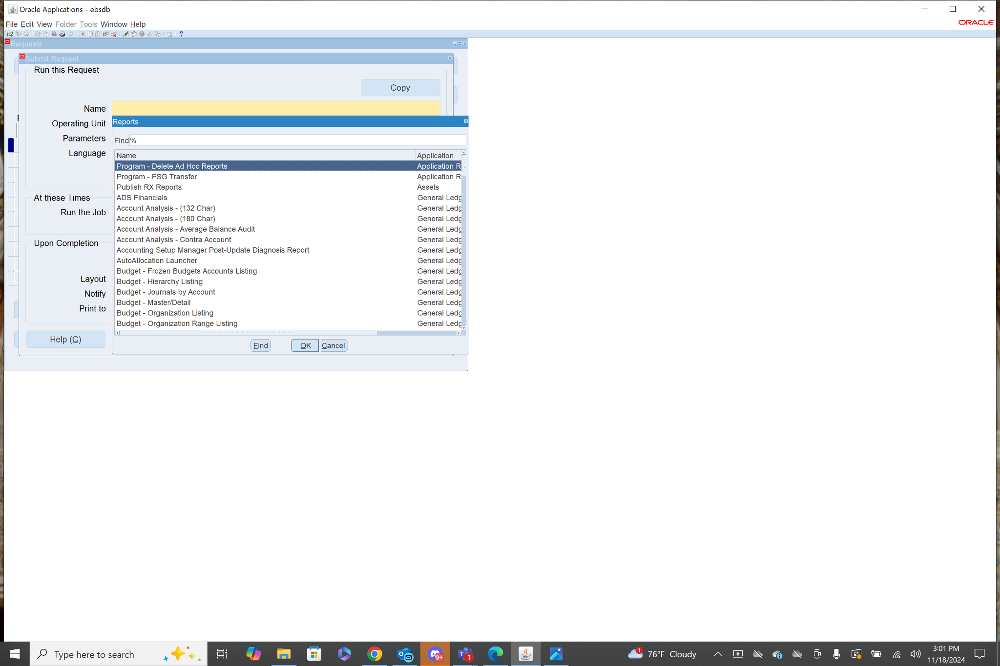 Oracle Applications - ebsdb
File Edit View Folder Tools Window Help
ORACLE
?
Requests
Submit Request
Run this Request
Copy
Name
Operating Unit
Parameters
Language
Reports
Find %
Name Application
Program - Delete Ad Hoc Reports Application R
Program - FSG Transfer Application R
Publish RX Reports Assets
ADS Financials General Ledg
Account Analysis - (132 Char) General Ledg
Account Analysis - (180 Char) General Ledg
Account Analysis - Average Balance Audit General Ledg
Account Analysis - Contra Account General Ledg
Accounting Setup Manager Post-Update Diagnosis Report General Ledg
AutoAllocation Launcher General Ledg
Budget - Frozen Budgets Accounts Listing General Ledg
Budget - Hierarchy Listing General Ledg
Budget - Journals by Account General Ledg
Budget - Master/Detail General Ledg
Budget - Organization Listing General Ledg
Budget - Organization Range Listing General Ledg
Find OK Cancel
At these Times
Run the Job
Upon Completion
Layout
Notify
Print to
Help (C)
Type here to search
9+
1
1
76°F Cloudy
3:01 PM
11/18/2024